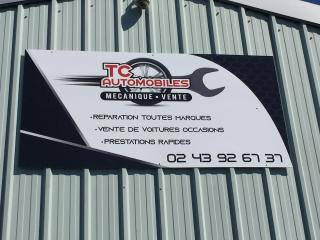 TC
AUTOMOBILES
MECANIQUE • VENTE
•REPARATION TOUTES MARQUES
•VENTE DE VOITURES OCCASIONS
•PRESTATIONS RAPIDES
02 43 92 67 37